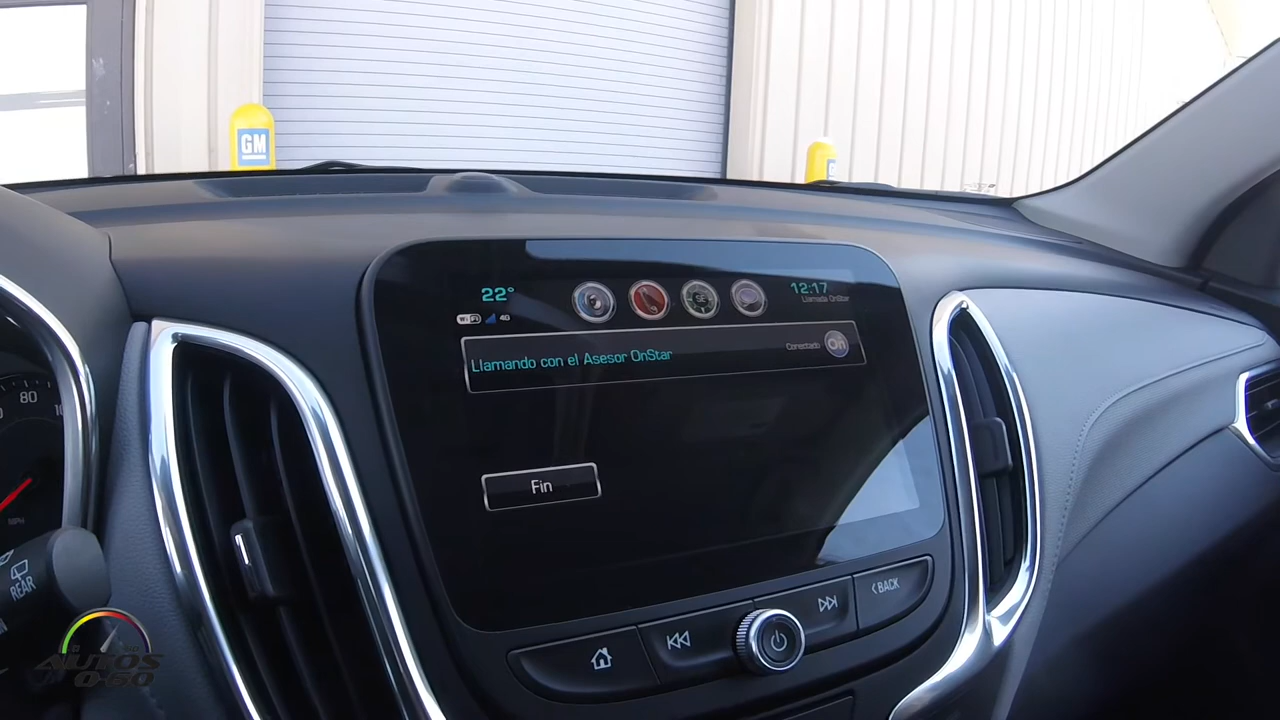 GM
22°
12:17
Llamada OnStar
4G
Llamando con el Asesor OnStar
Conectado
On
Fin
BACK
80
MPH
REAR
AUTOS
0-60